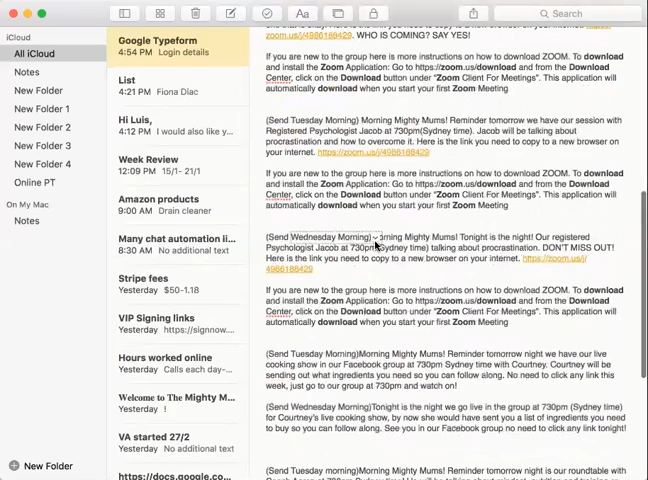 Search
iCloud
All iCloud
Notes
New Folder
New Folder 1
New Folder 2
New Folder 3
New Folder 4
Online PT
On My Mac
Notes
New Folder
Google Typeform
4:54 PM Login details
List
4:21 PM Fiona Diac
Hi Luis,
4:12 PM I would also like y...
Week Review
12:09 PM 15/1- 21/1
Amazon products
9:00 AM Drain cleaner
Many chat automation li...
8:30 AM No additional text
Stripe fees
Yesterday $50-1.18
VIP Signing links
Yesterday https://signnow....
Hours worked online
Yesterday Calls each day-...
Welcome to The Mighty M...
Yesterday !
VA started 27/2
Yesterday No additional text
https://docs.google.co...
zoom.us/j/4986188429. WHO IS COMING? SAY YES!
If you are new to the group here is more instructions on how to download ZOOM. To download
and install the Zoom Application: Go to https://zoom.us/download and from the Download
Center, click on the Download button under "Zoom Client For Meetings". This application will
automatically download when you start your first Zoom Meeting
(Send Tuesday Morning) Morning Mighty Mums! Reminder tomorrow we have our session with
Registered Psychologist Jacob at 730pm(Sydney time). Jacob will be talking about
procrastination and how to overcome it. Here is the link you need to copy to a new browser on
your internet. https://zoom.us/j/4986188429
If you are new to the group here is more instructions on how to download ZOOM. To download
and install the Zoom Application: Go to https://zoom.us/download and from the Download
Center, click on the Download button under "Zoom Client For Meetings". This application will
automatically download when you start your first Zoom Meeting
(Send Wednesday Morning) orning Mighty Mums! Tonight is the night! Our registered
Psychologist Jacob at 730pm(Sydney time) talking about procrastination. DON'T MISS OUT!
Here is the link you need to copy to a new browser on your internet. https://zoom.us/j/
4986188429
If you are new to the group here is more instructions on how to download ZOOM. To download
and install the Zoom Application: Go to https://zoom.us/download and from the Download
Center, click on the Download button under "Zoom Client For Meetings". This application will
automatically download when you start your first Zoom Meeting
(Send Tuesday Morning)Morning Mighty Mums! Reminder tomorrow night we have our live
cooking show in our Facebook group at 730pm Sydney time with Courtney. Courtney will be
sending out what ingredients you need so you can follow along. No need to click any link this
week, just go to our group at 730pm and watch on!
(Send Wednesday Morning)Tonight is the night we go live in the group at 730pm (Sydney time)
for Courtney's live cooking show, by now she would have sent you a list of ingredients you need
to buy so you can follow along. See you in our Facebook group no need to click any link tonight!
(Send Tuesday Morning)Morning Mighty Mums! Reminder tomorrow night is our roundtable with